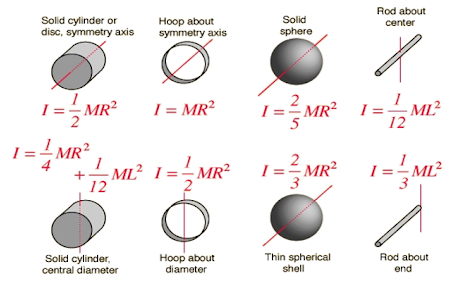 Solid cylinder or
disc, symmetry axis
Hoop about
symmetry axis
Solid
sphere
Rod about
center
I = 1/2 MR²
I = MR²
I = 2/5 MR²
I = 1/12 ML²
I = 1/4 MR²
+ 1/12 ML²
I = 1/2 MR²
I = 2/3 MR²
I = 1/3 ML²
Solid cylinder,
central diameter
Hoop about
diameter
Thin spherical
shell
Rod about
end